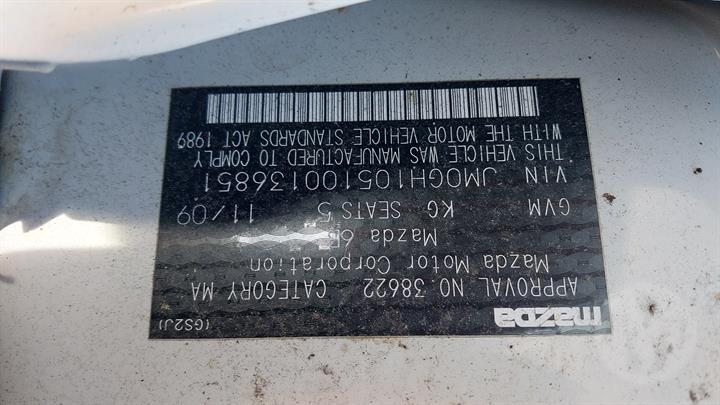 mazda (GS2J)
APPROVAL NO 38622 CATEGORY MA
Mazda Motor Corporation
Mazda 6E
GVM KG SEATS 5 11/09
VIN JM0GH105100136851
THIS VEHICLE WAS MANUFACTURED TO COMPLY
WITH THE MOTOR VEHICLE STANDARDS ACT 1989